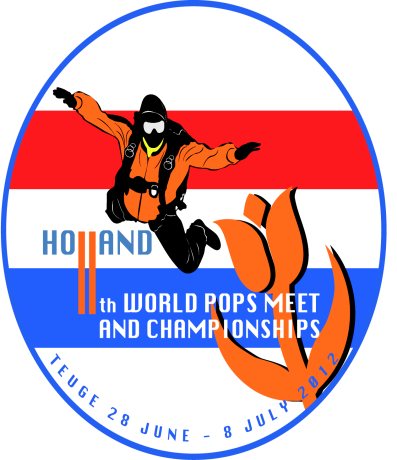 HOLLAND
11th WORLD POPS MEET
AND CHAMPIONSHIPS
TEUGE 28 JUNE - 8 JULY 2012